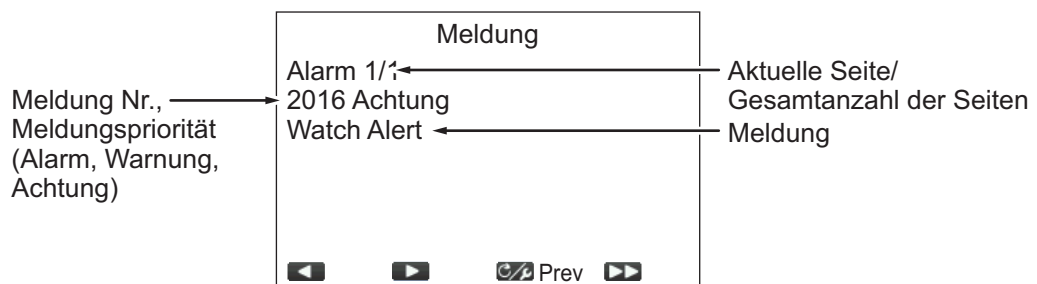 Meldung
Alarm 1/1
2016 Achtung
Watch Alert
Prev
Meldung Nr.,
Meldungspriorität
(Alarm, Warnung,
Achtung)
Aktuelle Seite/
Gesamtanzahl der Seiten
Meldung